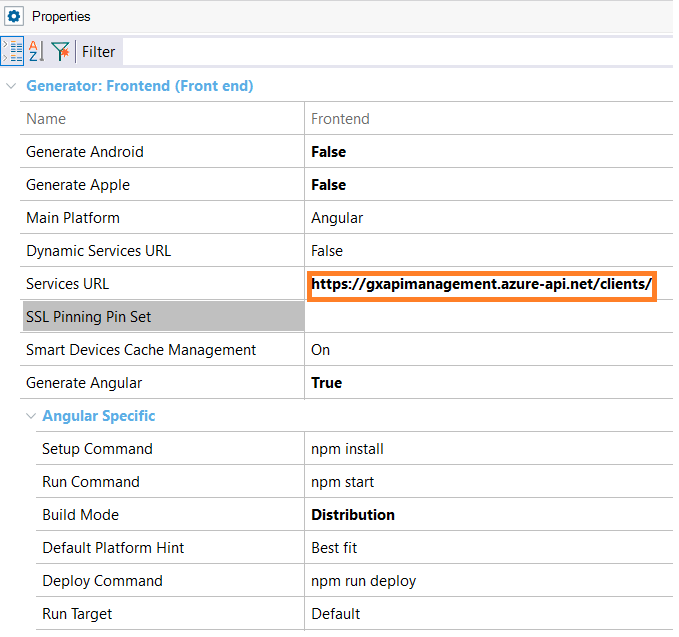 Properties
A Z Filter
Generator: Frontend (Front end)
Name Frontend
Generate Android False
Generate Apple False
Main Platform Angular
Dynamic Services URL False
Services URL https://gxapimanagement.azure-api.net/clients/
SSL Pinning Pin Set
Smart Devices Cache Management On
Generate Angular True
Angular Specific
Setup Command npm install
Run Command npm start
Build Mode Distribution
Default Platform Hint Best fit
Deploy Command npm run deploy
Run Target Default